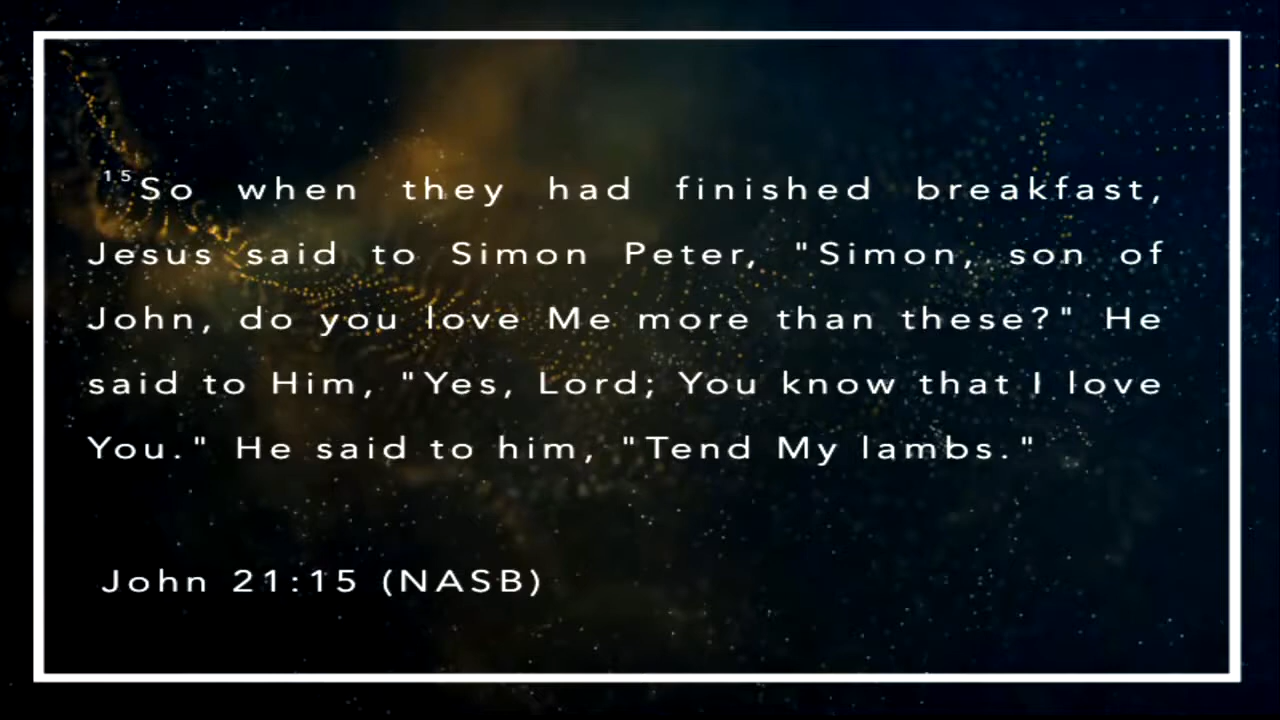 ¹⁵So when they had finished breakfast,
Jesus said to Simon Peter, "Simon, son of
John, do you love Me more than these?" He
said to Him, "Yes, Lord; You know that I love
You." He said to him, "Tend My lambs."
John 21:15 (NASB)